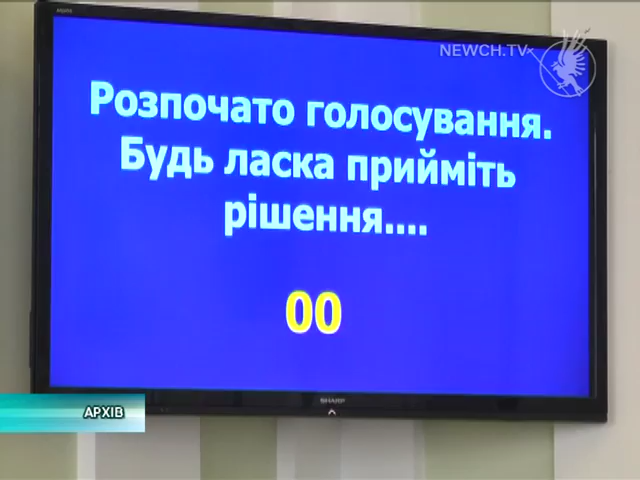 NEWCH.TV
Розпочато голосування.
Будь ласка прийміть
рішення....
00
SHARP
АРХІВ